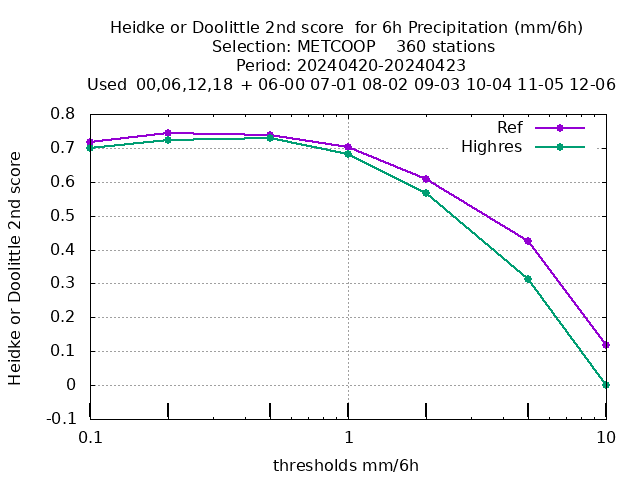 Heidke or Doolittle 2nd score  for 6h Precipitation (mm/6h)
Selection: METCOOP    360 stations
Period: 20240420-20240423
Used  00,06,12,18  + 06-00 07-01 08-02 09-03 10-04 11-05 12-06
Heidke or Doolittle 2nd score
0.8
0.7
0.6
0.5
0.4
0.3
0.2
0.1
0
-0.1
Ref
Highres
0.1
1
10
thresholds mm/6h